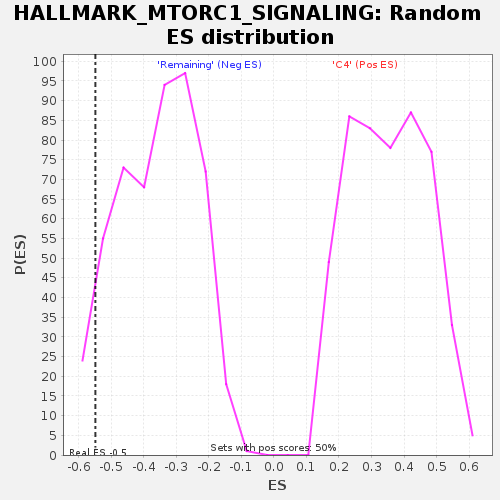 HALLMARK_MTORC1_SIGNALING: Random
ES distribution
'Remaining' (Neg ES)
'C4' (Pos ES)
100
95
90
85
80
75
70
65
60
55
50
45
40
35
30
25
20
15
10
5
0
P(ES)
Real ES -0.5
Sets with pos scores: 50%
-0.6 -0.5 -0.4 -0.3 -0.2 -0.1 0.0 0.1 0.2 0.3 0.4 0.5 0.6
ES